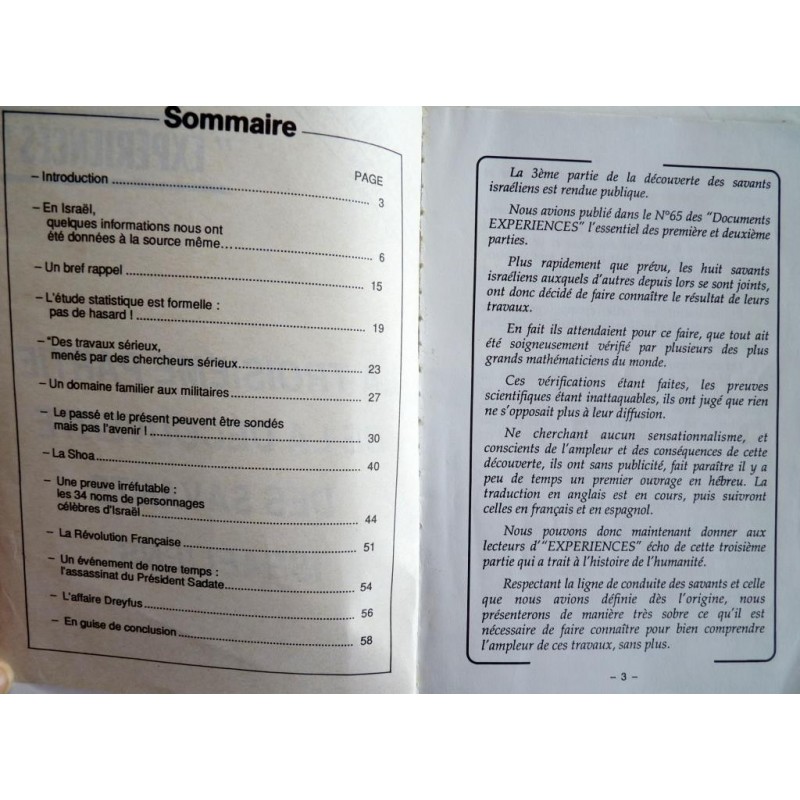 Sommaire
PAGE
– Introduction ........ 3
– En Israël,
quelques informations nous ont
été données à la source même... 6
– Un bref rappel ........ 15
– L'étude statistique est formelle :
pas de hasard ! ........ 19
– "Des travaux sérieux,
menés par des chercheurs sérieux........ 23
– Un domaine familier aux militaires........ 27
– Le passé et le présent peuvent être sondés
mais pas l'avenir ! ........ 30
– La Shoa ........ 40
– Une preuve irréfutable :
les 34 noms de personnages
célèbres d'Israël........ 44
– La Révolution Française ........ 51
– Un événement de notre temps :
l'assassinat du Président Sadate........ 54
– L'affaire Dreyfus ........ 56
– En guise de conclusion ........ 58
La 3ème partie de la découverte des savants
israéliens est rendue publique.
Nous avions publié dans le N°65 des "Documents
EXPERIENCES" l'essentiel des première et deuxième
parties.
Plus rapidement que prévu, les huit savants
israéliens auxquels d'autres depuis lors se sont joints,
ont donc décidé de faire connaître le résultat de leurs
travaux.
En fait ils attendaient pour ce faire, que tout ait
été soigneusement vérifié par plusieurs des plus
grands mathématiciens du monde.
Ces vérifications étant faites, les preuves
scientifiques étant inattaquables, ils ont jugé que rien
ne s'opposait plus à leur diffusion.
Ne cherchant aucun sensationnalisme, et
conscients de l'ampleur et des conséquences de cette
découverte, ils ont sans publicité, fait paraître il y a
peu de temps un premier ouvrage en hébreu. La
traduction en anglais est en cours, puis suivront
celles en français et en espagnol.
Nous pouvons donc maintenant donner aux
lecteurs d'"EXPERIENCES" écho de cette troisième
partie qui a trait à l'histoire de l'humanité.
Respectant la ligne de conduite des savants et celle
que nous avions définie dès l'origine, nous
présenterons de manière très sobre ce qu'il est
nécessaire de faire connaître pour bien comprendre
l'ampleur de ces travaux, sans plus.
– 3 –